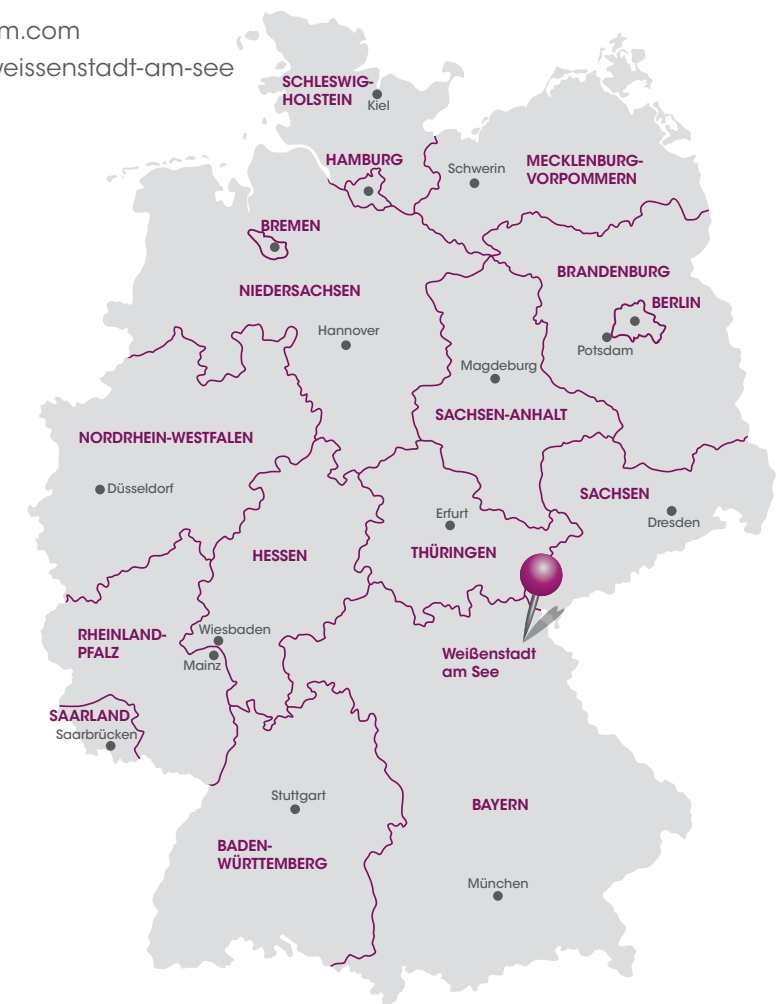 m.com
weissenstadt-am-see
SCHLESWIG-
HOLSTEIN
Kiel
HAMBURG
Schwerin
MECKLENBURG-
VORPOMMERN
BREMEN
NIEDERSACHSEN
BRANDENBURG
BERLIN
Hannover
Potsdam
Magdeburg
SACHSEN-ANHALT
NORDRHEIN-WESTFALEN
Düsseldorf
SACHSEN
Dresden
Erfurt
THÜRINGEN
HESSEN
Wiesbaden
Mainz
RHEINLAND-
PFALZ
Weißenstadt
am See
SAARLAND
Saarbrücken
Stuttgart
BAYERN
BADEN-
WÜRTTEMBERG
München